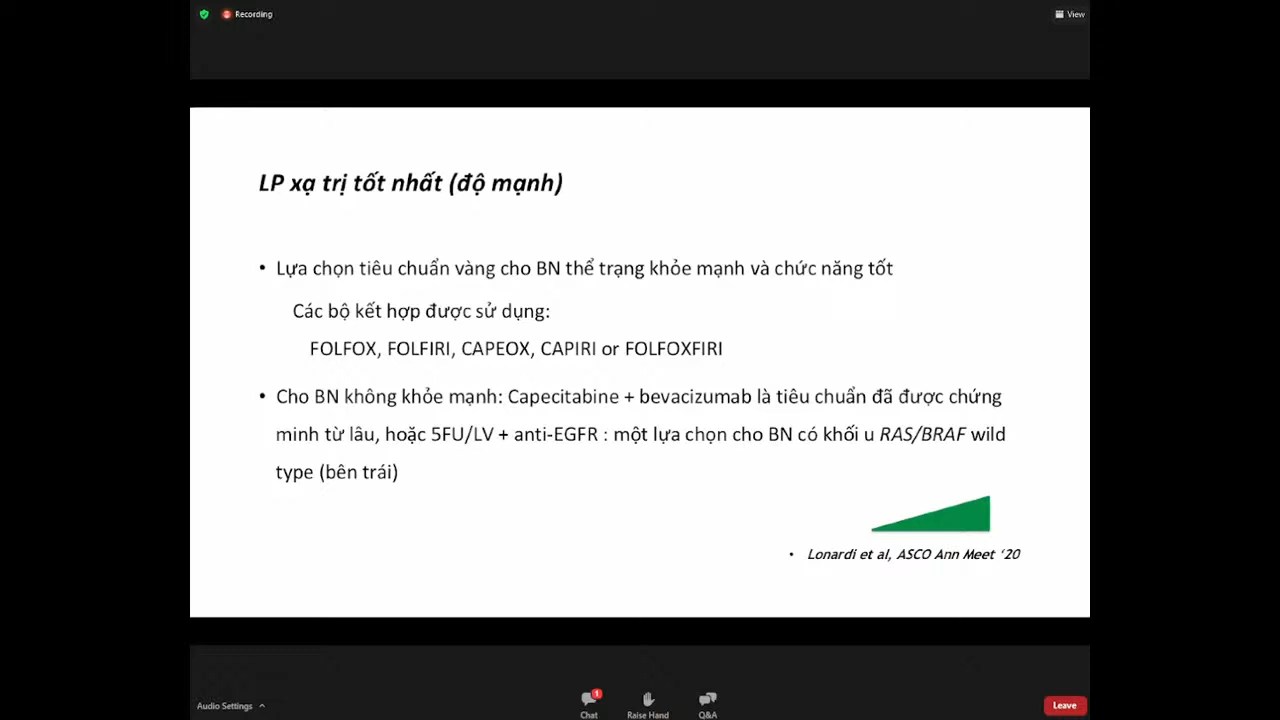 Recording
View
LP xạ trị tốt nhất (độ mạnh)
• Lựa chọn tiêu chuẩn vàng cho BN thể trạng khỏe mạnh và chức năng tốt
Các bộ kết hợp được sử dụng:
FOLFOX, FOLFIRI, CAPEOX, CAPIRI or FOLFOXFIRI
• Cho BN không khỏe mạnh: Capecitabine + bevacizumab là tiêu chuẩn đã được chứng
minh từ lâu, hoặc 5FU/LV + anti-EGFR : một lựa chọn cho BN có khối u RAS/BRAF wild
type (bên trái)
• Lonardi et al, ASCO Ann Meet ‘20
Audio Settings
1
Chat
Raise Hand
Q&A
Leave